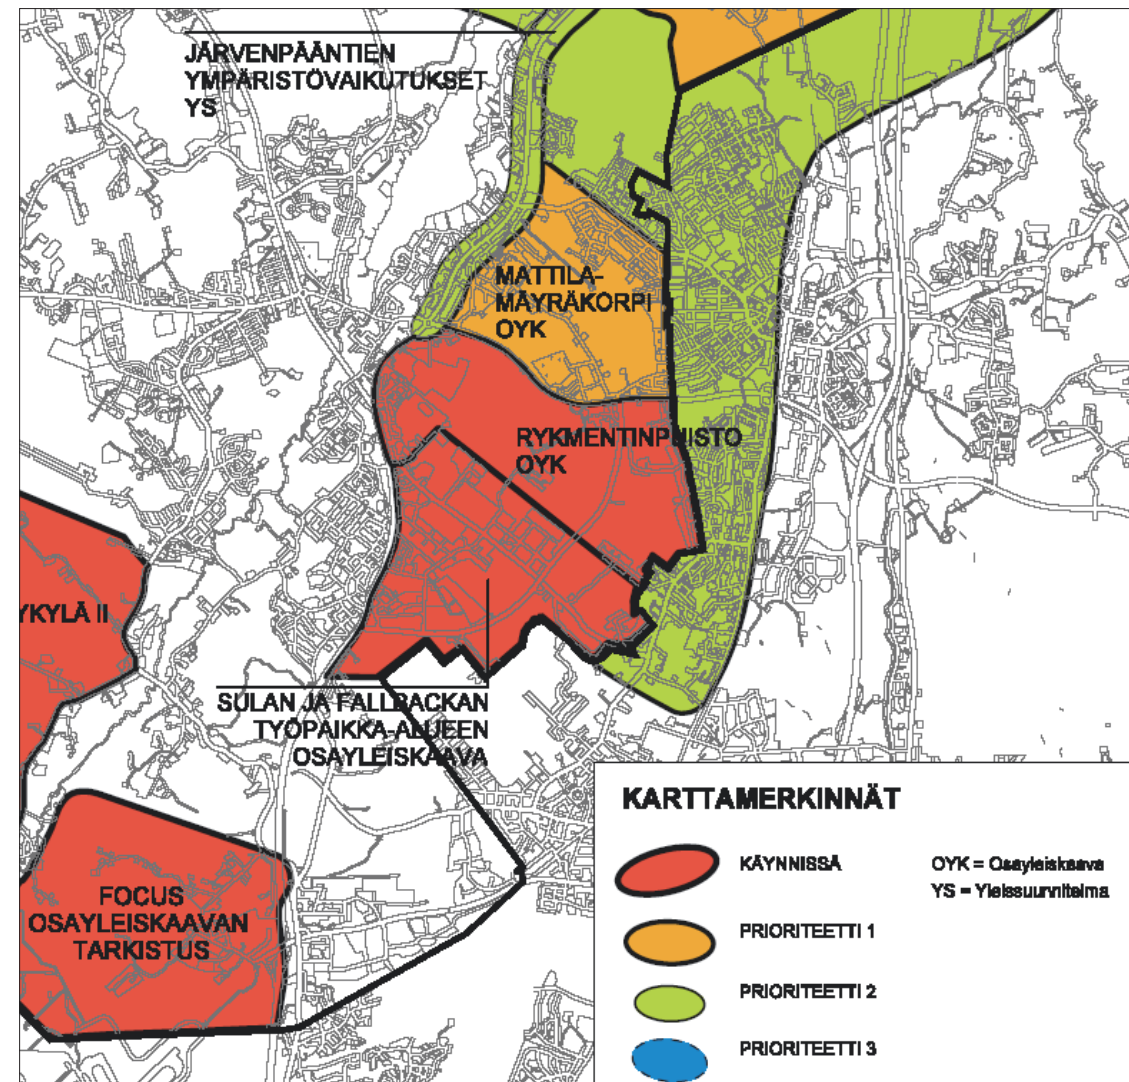 JÄRVENPÄÄNTIEN
YMPÄRISTÖVAIKUTUKSET
YS
MATTILA-
MÄYRÄKORPI
OYK
RYKMENTINPUISTO
OYK
YKYLÄ II
SULAN JA FALLBACKAN
TYÖPAIKKA-ALUEEN
OSAYLEISKAAVA
FOCUS
OSAYLEISKAAVAN
TARKISTUS
KARTTAMERKINNÄT
KÄYNNISSÄ
OYK = Osayleiskaava
YS = Yleissuunnitelma
PRIORITEETTI 1
PRIORITEETTI 2
PRIORITEETTI 3